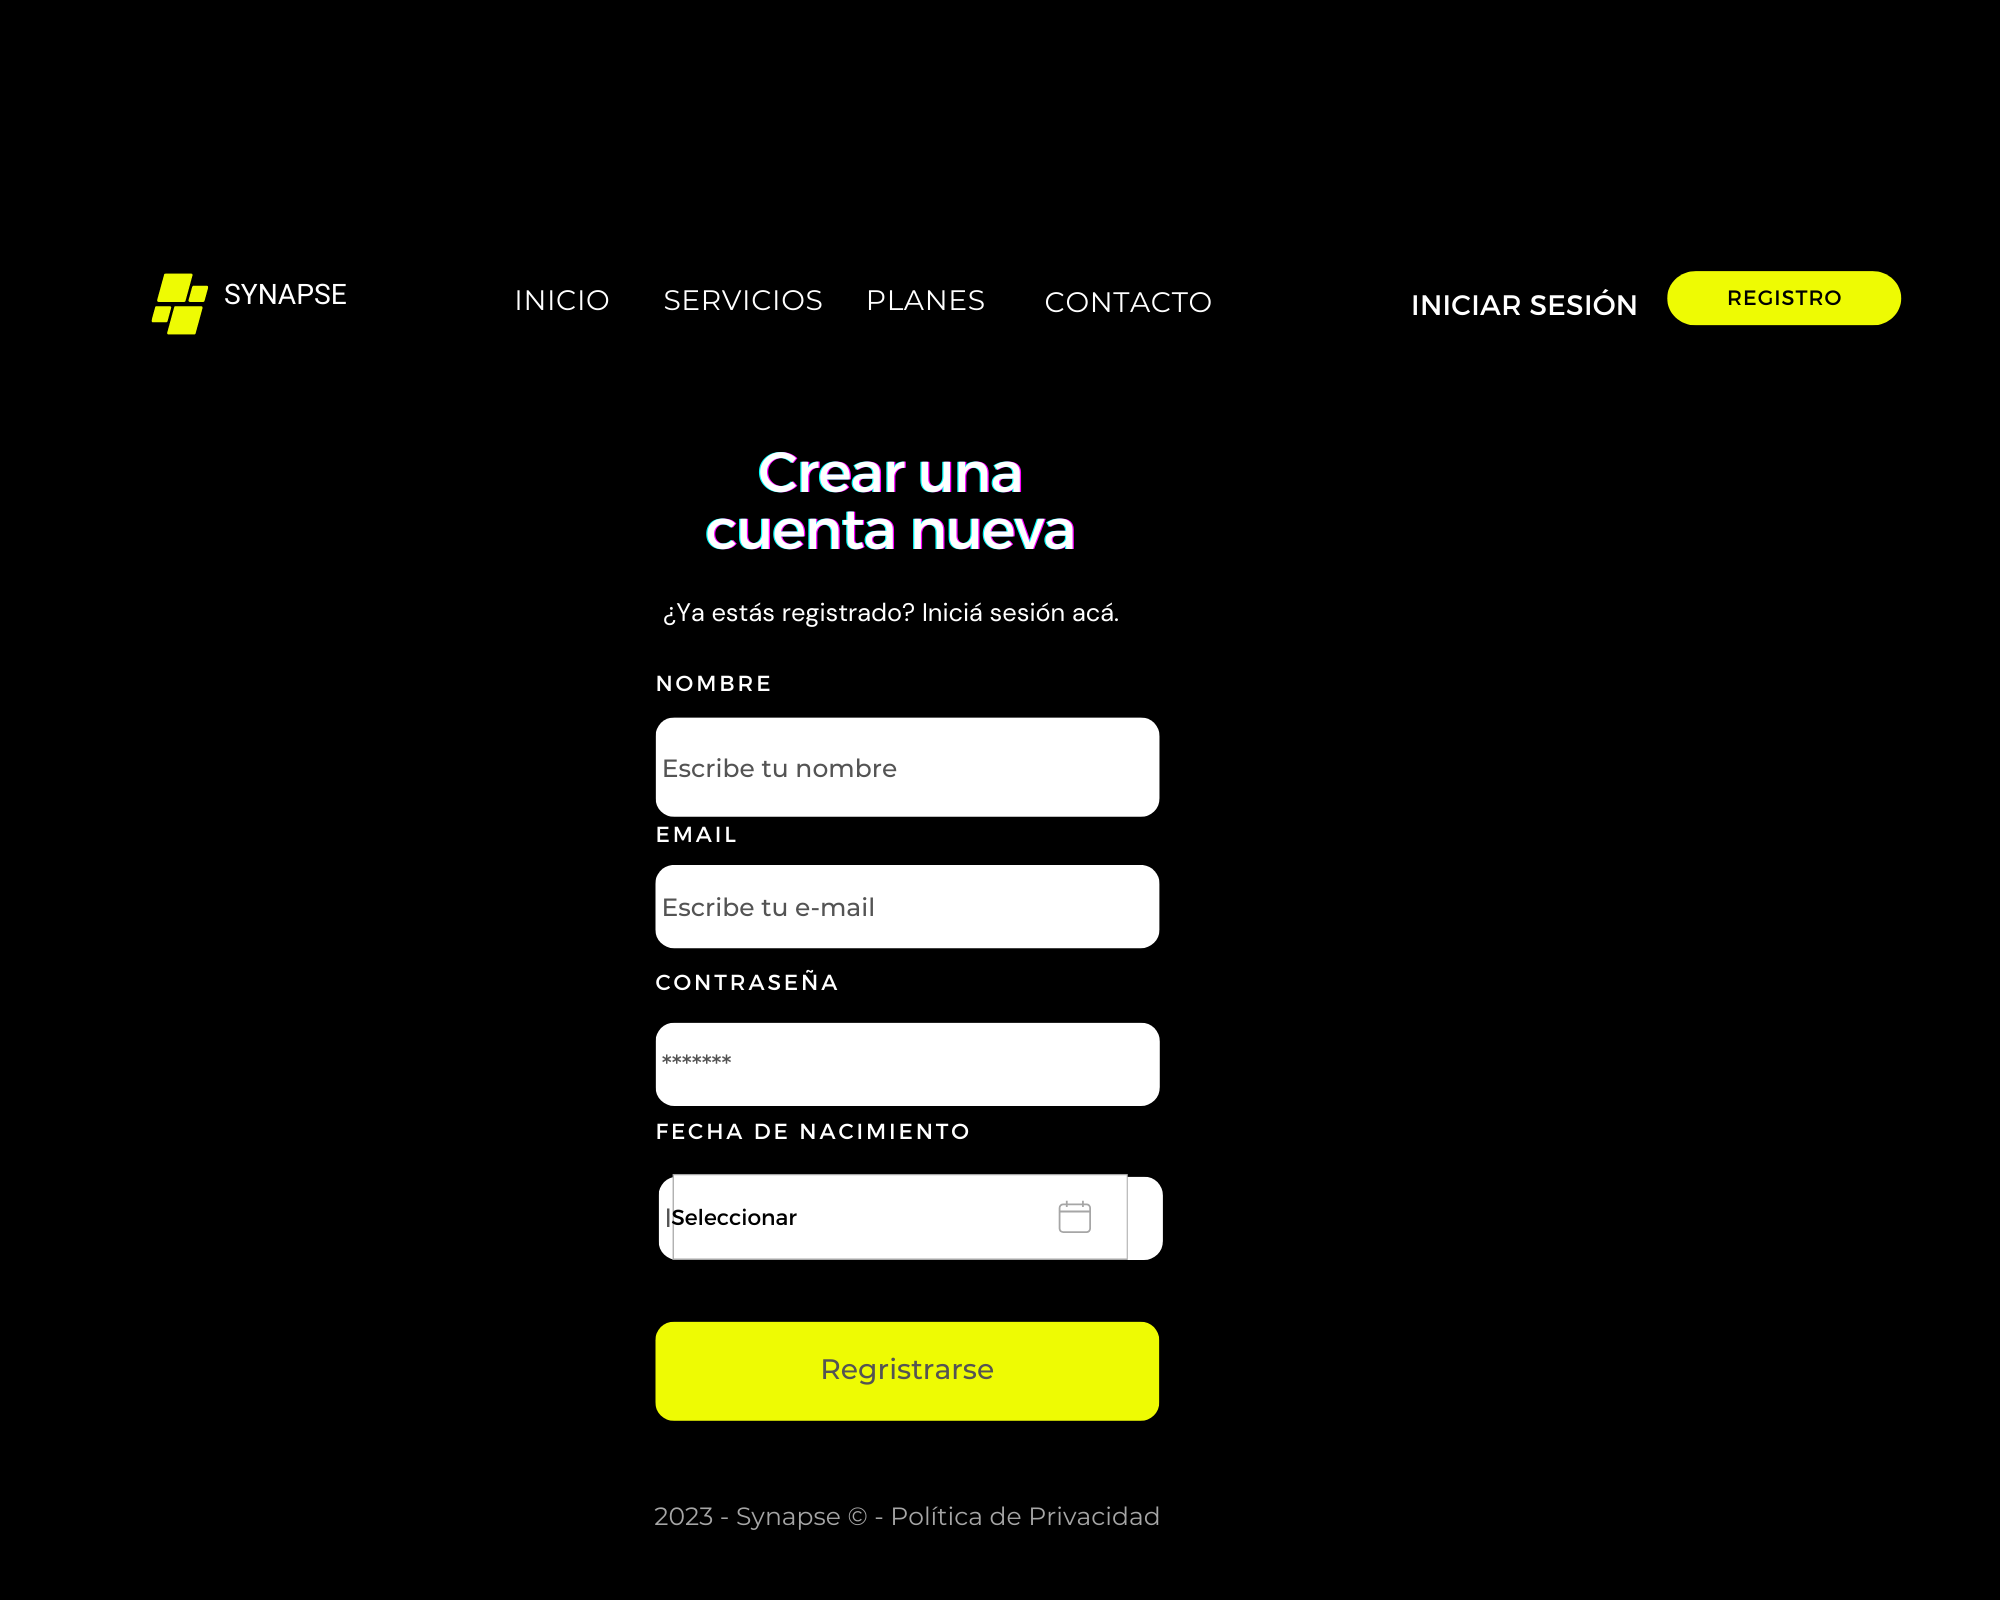 SYNAPSE
INICIO SERVICIOS PLANES CONTACTO
INICIAR SESIÓN
REGISTRO
Crear una
cuenta nueva
¿Ya estás registrado? Iniciá sesión acá.
NOMBRE
Escribe tu nombre
EMAIL
Escribe tu e-mail
CONTRASEÑA
*******
FECHA DE NACIMIENTO
|Seleccionar
Regristrarse
2023 - Synapse © - Política de Privacidad